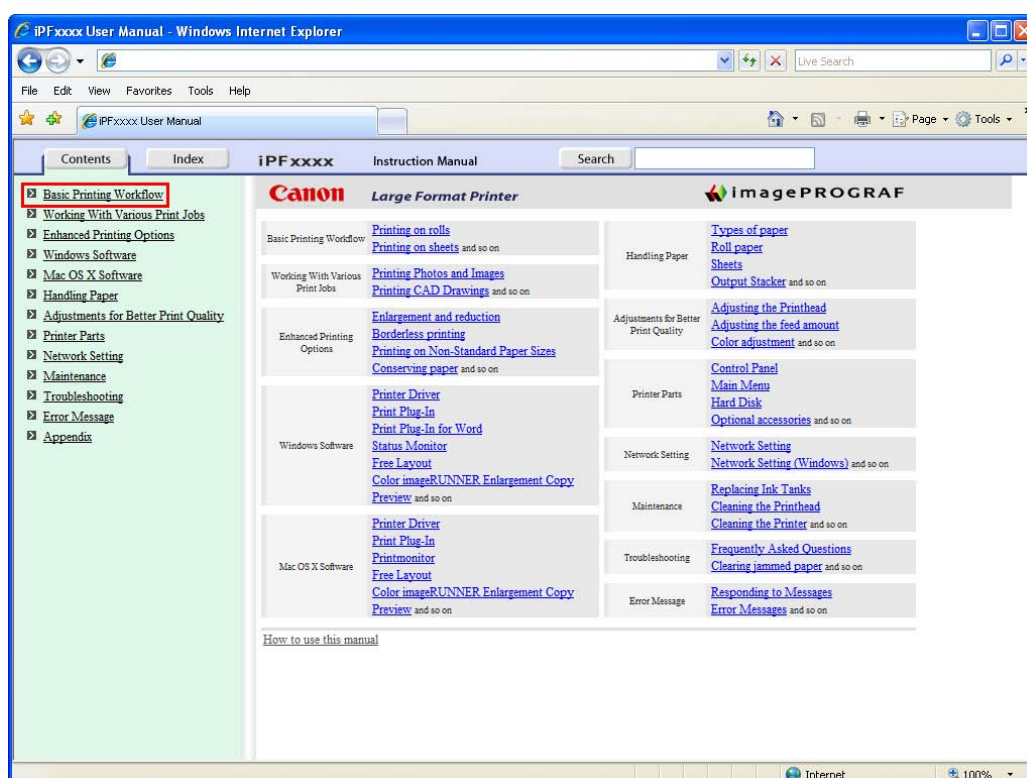 iPFxxxx User Manual - Windows Internet Explorer
Live Search
File Edit View Favorites Tools Help
iPFxxxx User Manual
Page Tools
Contents Index iPFxxxx Instruction Manual Search
Basic Printing Workflow
Working With Various Print Jobs
Enhanced Printing Options
Windows Software
Mac OS X Software
Handling Paper
Adjustments for Better Print Quality
Printer Parts
Network Setting
Maintenance
Troubleshooting
Error Message
Appendix
Canon Large Format Printer imagePROGRAF
Basic Printing Workflow
Printing on rolls
Printing on sheets and so on
Working With Various
Print Jobs
Printing Photos and Images
Printing CAD Drawings and so on
Enhanced Printing
Options
Enlargement and reduction
Borderless printing
Printing on Non-Standard Paper Sizes
Conserving paper and so on
Windows Software
Printer Driver
Print Plug-In
Print Plug-In for Word
Status Monitor
Free Layout
Color imageRUNNER Enlargement Copy
Preview and so on
Mac OS X Software
Printer Driver
Print Plug-In
Printmonitor
Free Layout
Color imageRUNNER Enlargement Copy
Preview and so on
Handling Paper
Types of paper
Roll paper
Sheets
Output Stacker and so on
Adjustments for Better
Print Quality
Adjusting the Printhead
Adjusting the feed amount
Color adjustment and so on
Printer Parts
Control Panel
Main Menu
Hard Disk
Optional accessories and so on
Network Setting
Network Setting
Network Setting (Windows) and so on
Maintenance
Replacing Ink Tanks
Cleaning the Printhead
Cleaning the Printer and so on
Troubleshooting
Frequently Asked Questions
Clearing jammed paper and so on
Error Message
Responding to Messages
Error Messages and so on
How to use this manual
Internet 100%